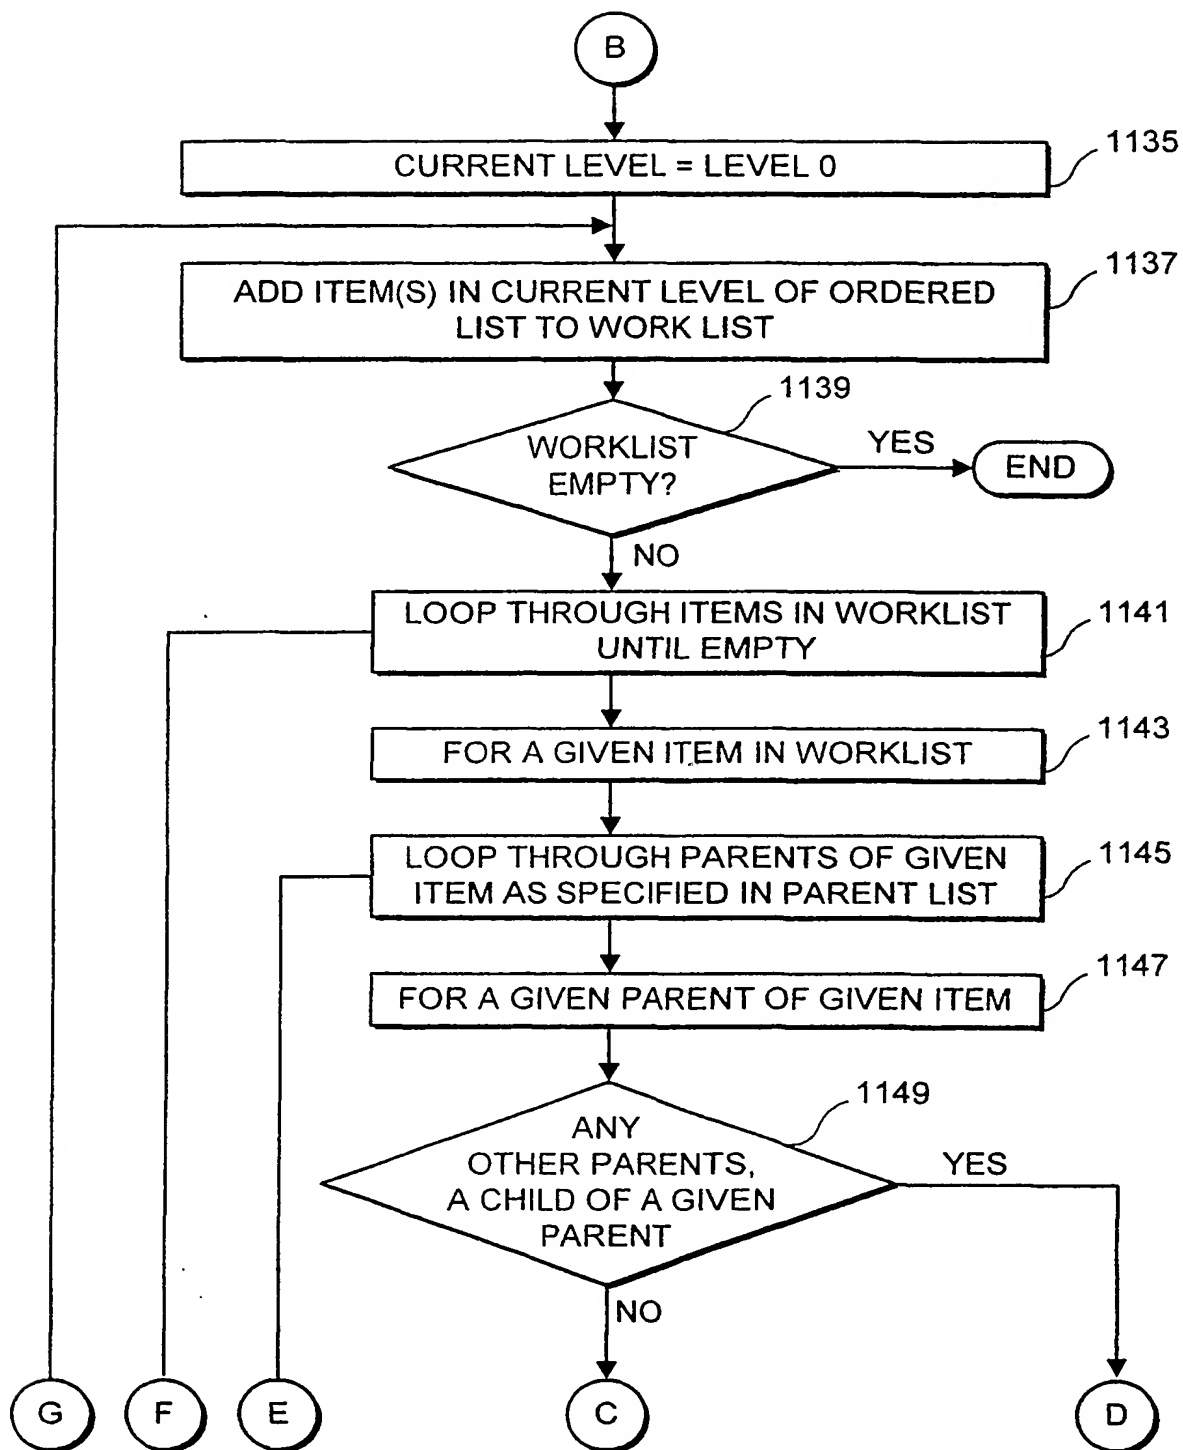 B
CURRENT LEVEL = LEVEL 0
1135
ADD ITEM(S) IN CURRENT LEVEL OF ORDERED
LIST TO WORK LIST
1137
1139
WORKLIST
EMPTY?
YES
END
NO
LOOP THROUGH ITEMS IN WORKLIST
UNTIL EMPTY
1141
FOR A GIVEN ITEM IN WORKLIST
1143
LOOP THROUGH PARENTS OF GIVEN
ITEM AS SPECIFIED IN PARENT LIST
1145
FOR A GIVEN PARENT OF GIVEN ITEM
1147
1149
ANY
OTHER PARENTS,
A CHILD OF A GIVEN
PARENT
YES
NO
G
F
E
C
D